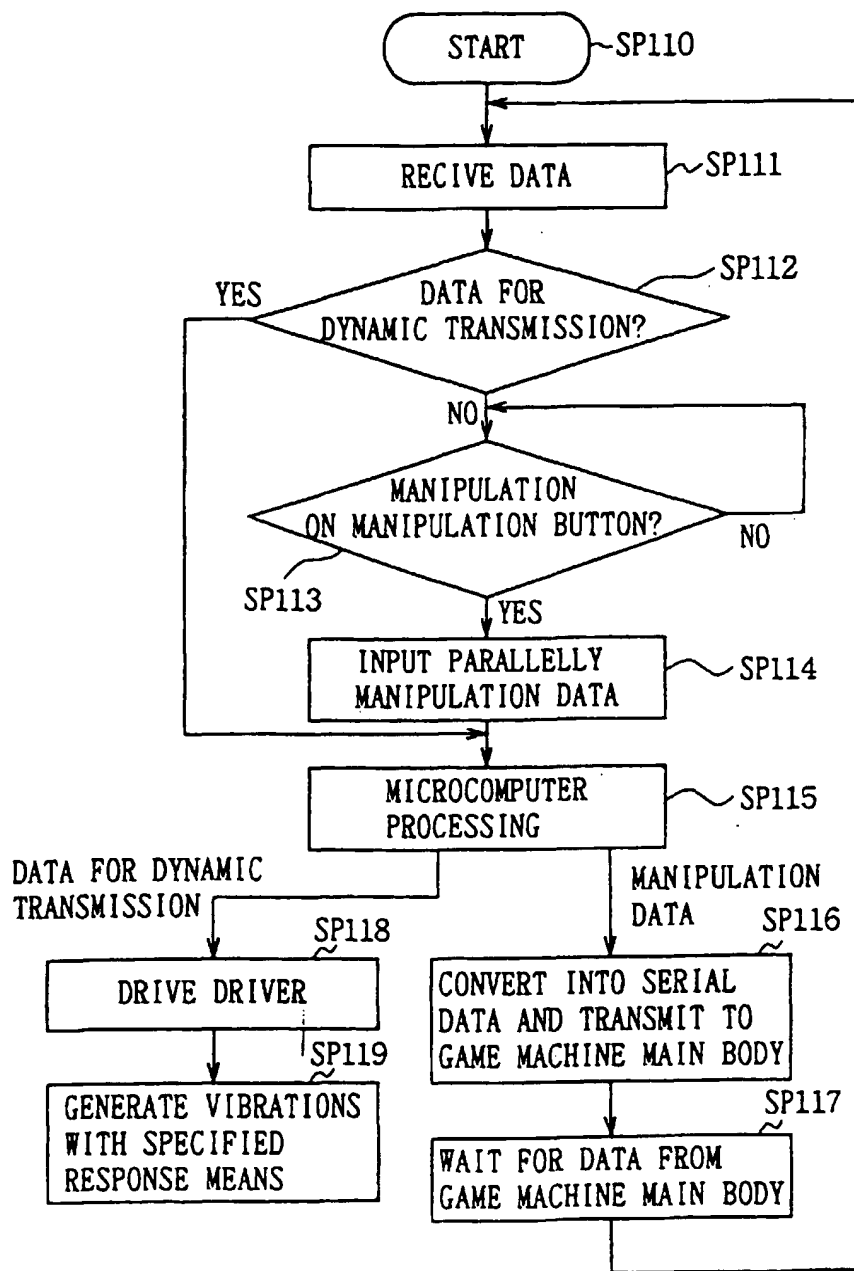 START
SP110
RECIVE DATA
SP111
SP112
YES
DATA FOR
DYNAMIC TRANSMISSION?
NO
MANIPULATION
ON MANIPULATION BUTTON?
NO
SP113
YES
INPUT PARALLELLY
MANIPULATION DATA
SP114
MICROCOMPUTER
PROCESSING
SP115
DATA FOR DYNAMIC
TRANSMISSION
MANIPULATION
DATA
SP118
SP116
DRIVE DRIVER
CONVERT INTO SERIAL
DATA AND TRANSMIT TO
GAME MACHINE MAIN BODY
SP119
GENERATE VIBRATIONS
WITH SPECIFIED
RESPONSE MEANS
SP117
WAIT FOR DATA FROM
GAME MACHINE MAIN BODY